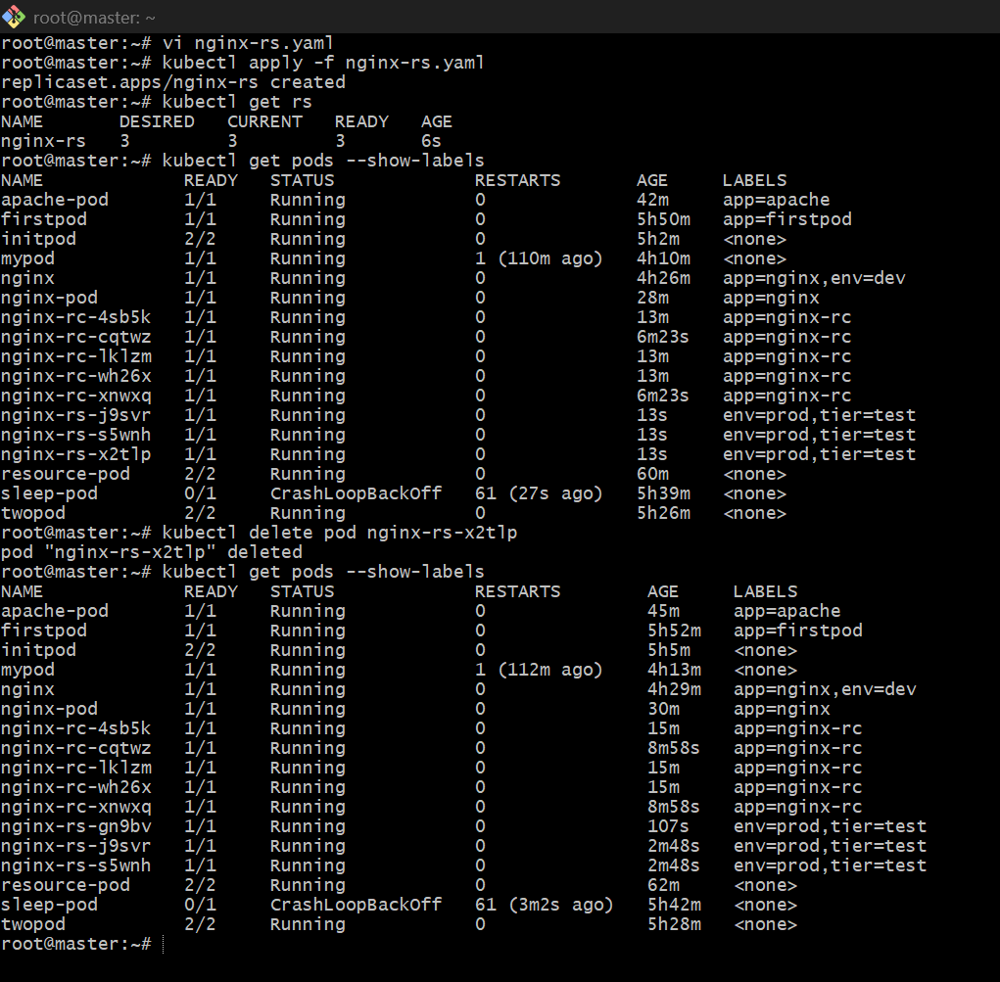 root@master: ~
root@master:~# vi nginx-rs.yaml
root@master:~# kubectl apply -f nginx-rs.yaml
replicaset.apps/nginx-rs created
root@master:~# kubectl get rs
NAME       DESIRED   CURRENT   READY   AGE
nginx-rs   3         3         3       6s
root@master:~# kubectl get pods --show-labels
NAME             READY   STATUS             RESTARTS       AGE     LABELS
apache-pod       1/1     Running            0              42m     app=apache
firstpod         1/1     Running            0              5h50m   app=firstpod
initpod          2/2     Running            0              5h2m    <none>
mypod            1/1     Running            1 (110m ago)   4h10m   <none>
nginx            1/1     Running            0              4h26m   app=nginx,env=dev
nginx-pod        1/1     Running            0              28m     app=nginx
nginx-rc-4sb5k   1/1     Running            0              13m     app=nginx-rc
nginx-rc-cqtwz   1/1     Running            0              6m23s   app=nginx-rc
nginx-rc-lklzm   1/1     Running            0              13m     app=nginx-rc
nginx-rc-wh26x   1/1     Running            0              13m     app=nginx-rc
nginx-rc-xnwxq   1/1     Running            0              6m23s   app=nginx-rc
nginx-rs-j9svr   1/1     Running            0              13s     env=prod,tier=test
nginx-rs-s5wnh   1/1     Running            0              13s     env=prod,tier=test
nginx-rs-x2tlp   1/1     Running            0              13s     env=prod,tier=test
resource-pod     2/2     Running            0              60m     <none>
sleep-pod        0/1     CrashLoopBackOff   61 (27s ago)   5h39m   <none>
twopod           2/2     Running            0              5h26m   <none>
root@master:~# kubectl delete pod nginx-rs-x2tlp
pod "nginx-rs-x2tlp" deleted
root@master:~# kubectl get pods --show-labels
NAME             READY   STATUS             RESTARTS        AGE     LABELS
apache-pod       1/1     Running            0               45m     app=apache
firstpod         1/1     Running            0               5h52m   app=firstpod
initpod          2/2     Running            0               5h5m    <none>
mypod            1/1     Running            1 (112m ago)    4h13m   <none>
nginx            1/1     Running            0               4h29m   app=nginx,env=dev
nginx-pod        1/1     Running            0               30m     app=nginx
nginx-rc-4sb5k   1/1     Running            0               15m     app=nginx-rc
nginx-rc-cqtwz   1/1     Running            0               8m58s   app=nginx-rc
nginx-rc-lklzm   1/1     Running            0               15m     app=nginx-rc
nginx-rc-wh26x   1/1     Running            0               15m     app=nginx-rc
nginx-rc-xnwxq   1/1     Running            0               8m58s   app=nginx-rc
nginx-rs-gn9bv   1/1     Running            0               107s    env=prod,tier=test
nginx-rs-j9svr   1/1     Running            0               2m48s   env=prod,tier=test
nginx-rs-s5wnh   1/1     Running            0               2m48s   env=prod,tier=test
resource-pod     2/2     Running            0               62m     <none>
sleep-pod        0/1     CrashLoopBackOff   61 (3m2s ago)   5h42m   <none>
twopod           2/2     Running            0               5h28m   <none>
root@master:~#